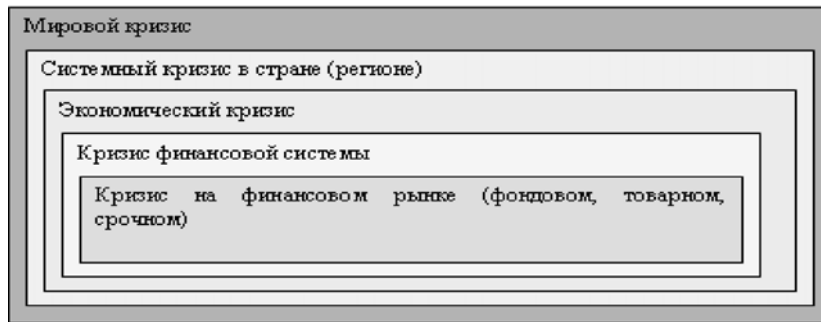 Мировой кризис
Системный кризис в стране (регионе)
Экономический кризис
Кризис финансовой системы
Кризис на финансовом рынке (фондовом, товарном,
срочном)